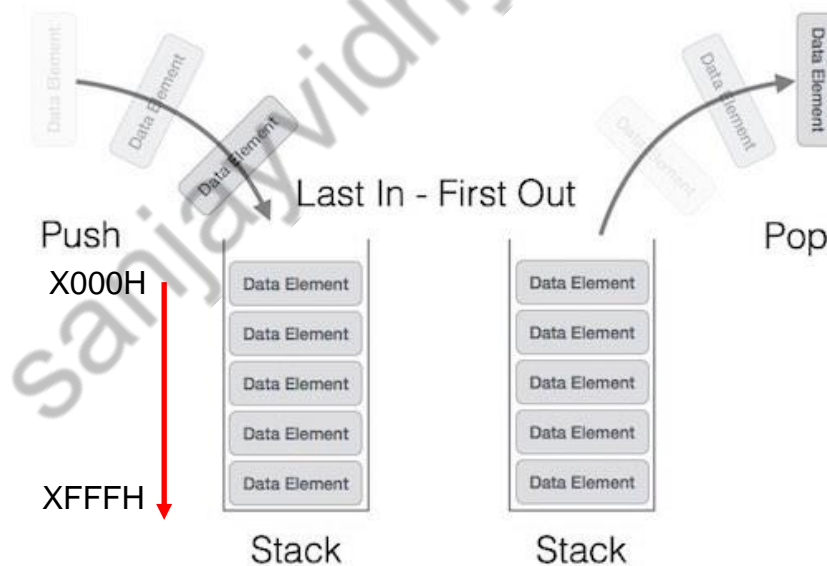 Data Element
Data Element
Data Element
Data Element
Data Element
Data Element
Last In - First Out
Push
Pop
X000H
Data Element
Data Element
Data Element
Data Element
Data Element
XFFFH
Stack
Data Element
Data Element
Data Element
Data Element
Data Element
Stack
sanjayvidhy